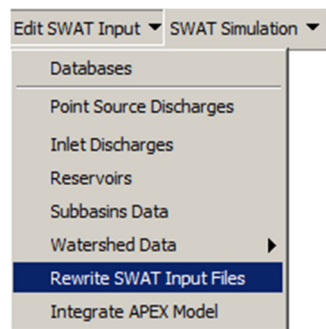 Edit SWAT Input SWAT Simulation
Databases
Point Source Discharges
Inlet Discharges
Reservoirs
Subbasins Data
Watershed Data
Rewrite SWAT Input Files
Integrate APEX Model